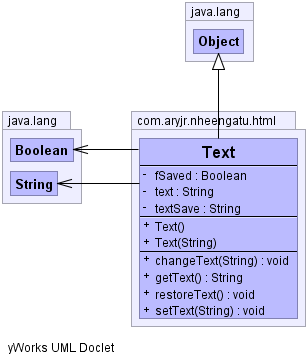 java.lang
Object
java.lang
Boolean
String
com.aryjr.nheengatu.html
Text
- fSaved : Boolean
- text : String
- textSave : String
+ Text()
+ Text(String)
+ changeText(String) : void
+ getText() : String
+ restoreText() : void
+ setText(String) : void
yWorks UML Doclet